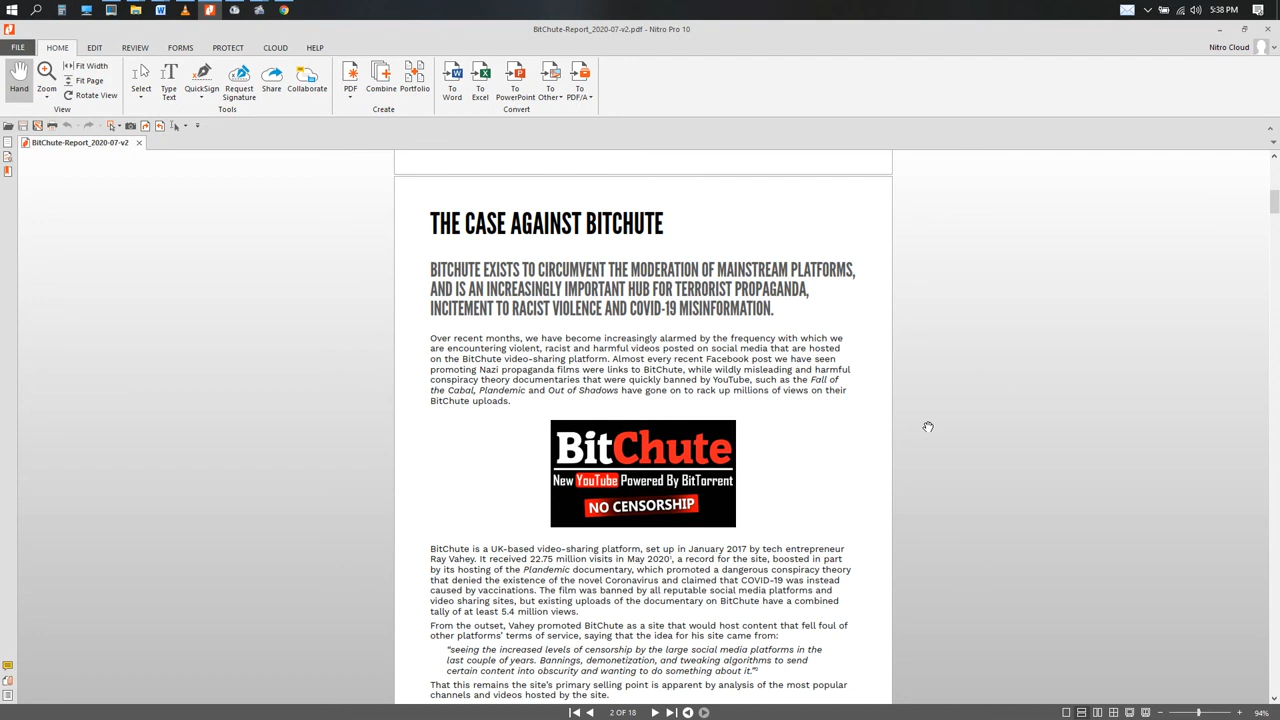 5:38 PM
BitChute-Report_2020-07-v2.pdf - Nitro Pro 10
FILE HOME EDIT REVIEW FORMS PROTECT CLOUD HELP
Nitro Cloud
Hand
Zoom
Fit Width
Fit Page
Rotate View
View
Select
Type Text
QuickSign
Request Signature
Share
Collaborate
Tools
PDF
Combine
Portfolio
Create
To Word
To Excel
To PowerPoint
To Other
To PDF/A
Convert
BitChute-Report_2020-07-v2
THE CASE AGAINST BITCHUTE
BITCHUTE EXISTS TO CIRCUMVENT THE MODERATION OF MAINSTREAM PLATFORMS,
AND IS AN INCREASINGLY IMPORTANT HUB FOR TERRORIST PROPAGANDA,
INCITEMENT TO RACIST VIOLENCE AND COVID-19 MISINFORMATION.
Over recent months, we have become increasingly alarmed by the frequency with which we
are encountering violent, racist and harmful videos posted on social media that are hosted
on the BitChute video-sharing platform. Almost every recent Facebook post we have seen
promoting Nazi propaganda films were links to BitChute, while wildly misleading and harmful
conspiracy theory documentaries that were quickly banned by YouTube, such as the Fall of
the Cabal, Plandemic and Out of Shadows have gone on to rack up millions of views on their
BitChute uploads.
BitChute
New YouTube Powered By BitTorrent
NO CENSORSHIP
BitChute is a UK-based video-sharing platform, set up in January 2017 by tech entrepreneur
Ray Vahey. It received 22.75 million visits in May 2020¹, a record for the site, boosted in part
by its hosting of the Plandemic documentary, which promoted a dangerous conspiracy theory
that denied the existence of the novel Coronavirus and claimed that COVID-19 was instead
caused by vaccinations. The film was banned by all reputable social media platforms and
video sharing sites, but existing uploads of the documentary on BitChute have a combined
tally of at least 5.4 million views.
From the outset, Vahey promoted BitChute as a site that would host content that fell foul of
other platforms' terms of service, saying that the idea for his site came from:
"seeing the increased levels of censorship by the large social media platforms in the
last couple of years. Bannings, demonetization, and tweaking algorithms to send
certain content into obscurity and wanting to do something about it."²
That this remains the site's primary selling point is apparent by analysis of the most popular
channels and videos hosted by the site.
2 OF 18
94%